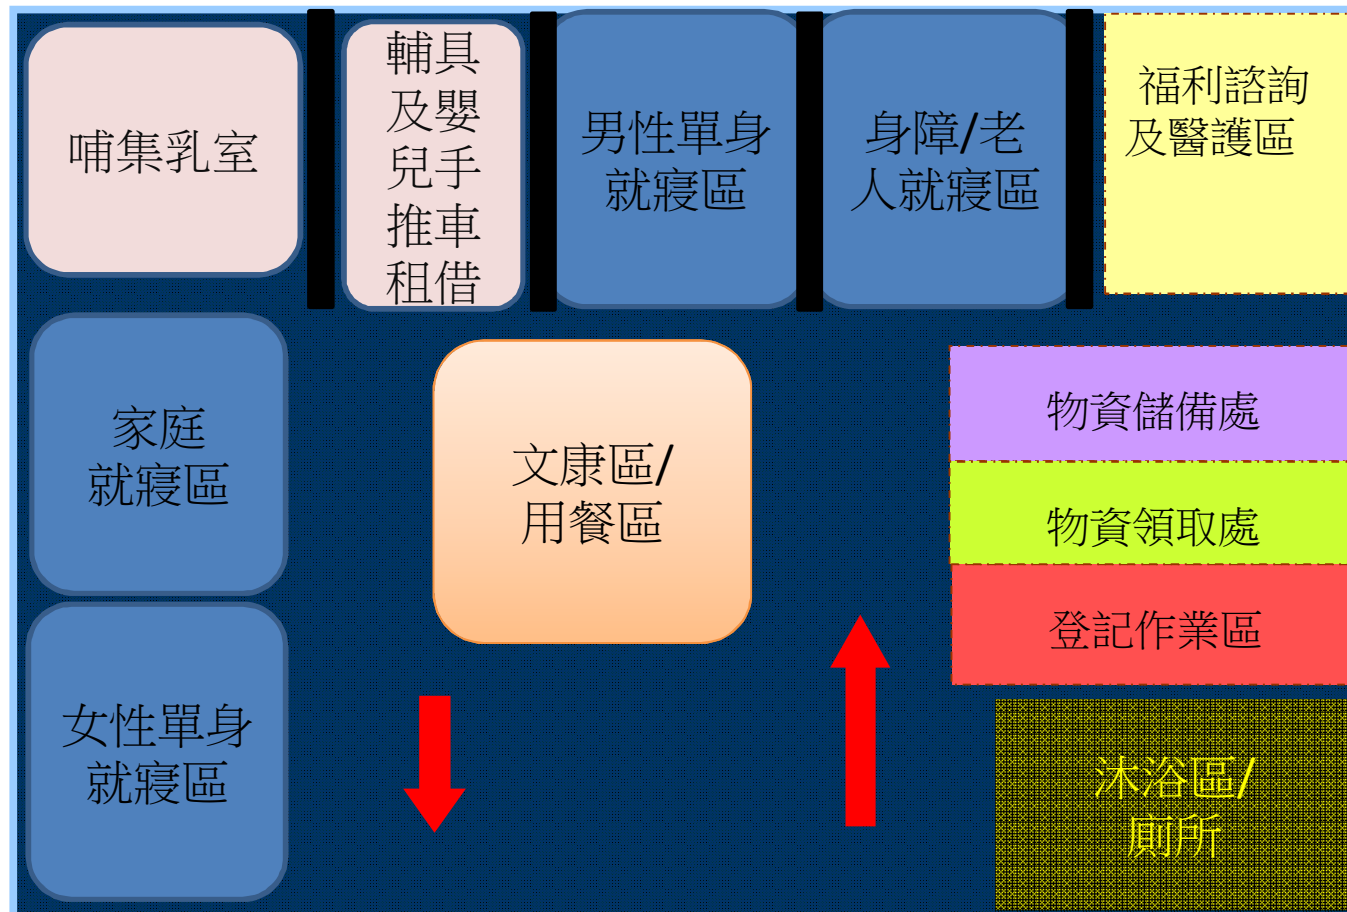 哺集乳室
輔具
及嬰
兒手
推車
租借
男性單身
就寢區
身障/老
人就寢區
福利諮詢
及醫護區
家庭
就寢區
文康區/
用餐區
物資儲備處
物資領取處
登記作業區
女性單身
就寢區
沐浴區/
廁所